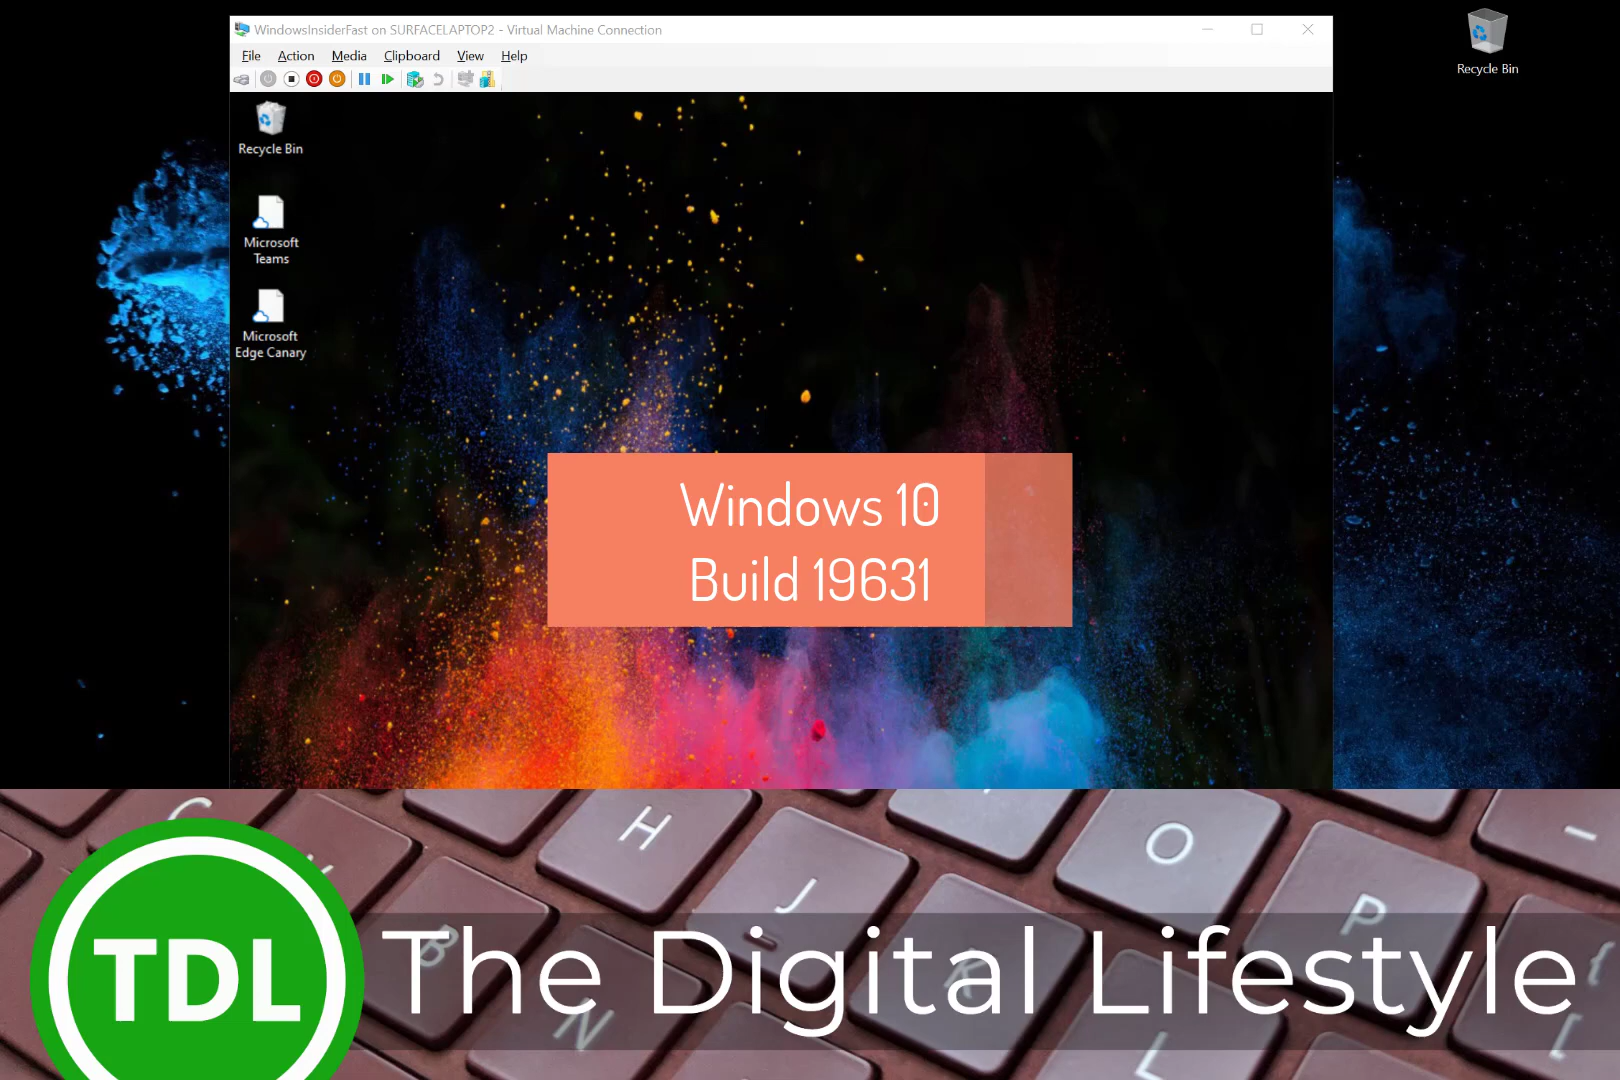 WindowsInsiderFast on SURFACELAPTOP2 - Virtual Machine Connection
File Action Media Clipboard View Help
Recycle Bin
Recycle Bin
Microsoft
Teams
Microsoft
Edge Canary
Windows 10
Build 19631
H
O
J
P
B
K
N
L
TDL
The Digital Lifestyle